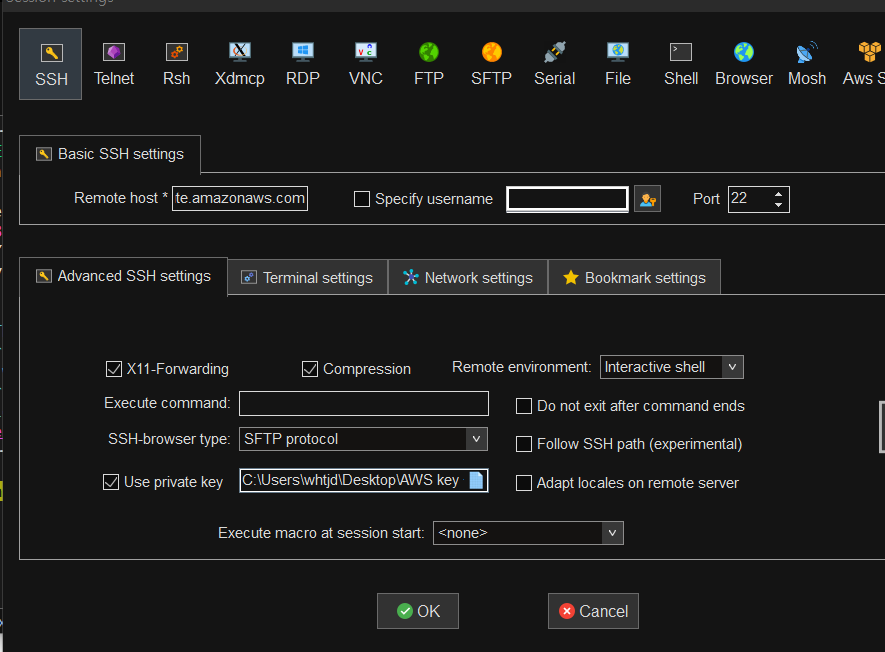 Session settings
SSH Telnet Rsh Xdmcp RDP VNC FTP SFTP Serial File Shell Browser Mosh Aws S
Basic SSH settings
Remote host * te.amazonaws.com Specify username Port 22
Advanced SSH settings Terminal settings Network settings Bookmark settings
X11-Forwarding Compression Remote environment: Interactive shell
Execute command: Do not exit after command ends
SSH-browser type: SFTP protocol Follow SSH path (experimental)
Use private key C:\Users\whtjd\Desktop\AWS key Adapt locales on remote server
Execute macro at session start: <none>
OK Cancel